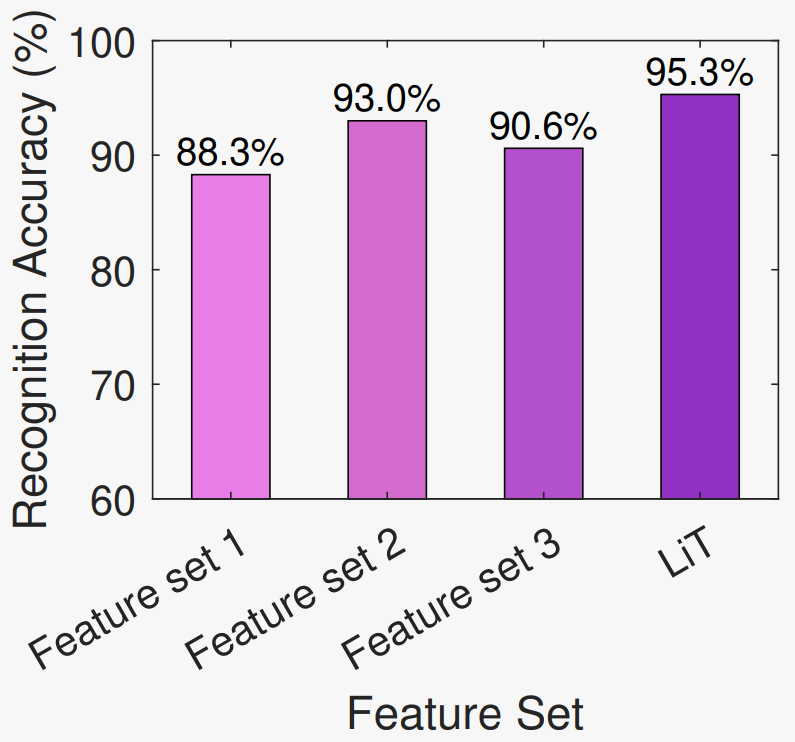 Recognition Accuracy (%)
100
90
80
70
60
88.3%
93.0%
90.6%
95.3%
Feature set 1
Feature set 2
Feature set 3
LiT
Feature Set